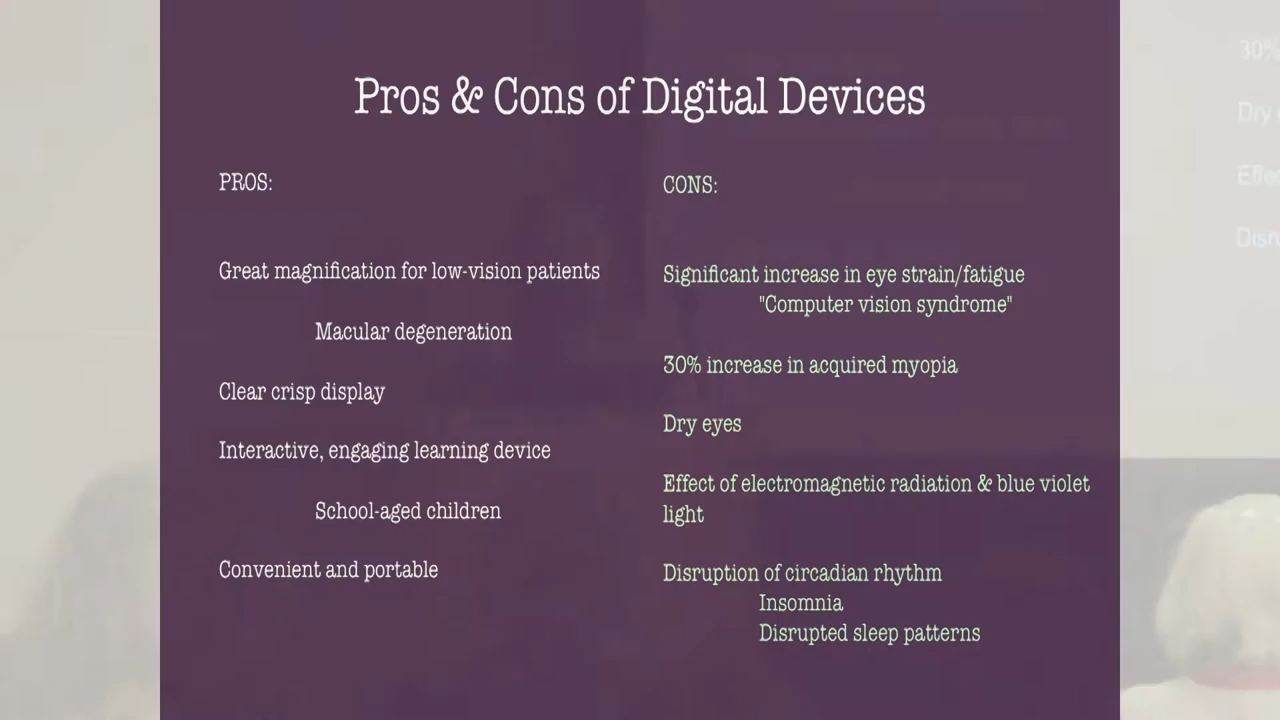 Pros & Cons of Digital Devices
PROS:
Great magnification for low-vision patients
Macular degeneration
Clear crisp display
Interactive, engaging learning device
School-aged children
Convenient and portable
CONS:
Significant increase in eye strain/fatigue
"Computer vision syndrome"
30% increase in acquired myopia
Dry eyes
Effect of electromagnetic radiation & blue violet
light
Disruption of circadian rhythm
Insomnia
Disrupted sleep patterns
30%
Dry